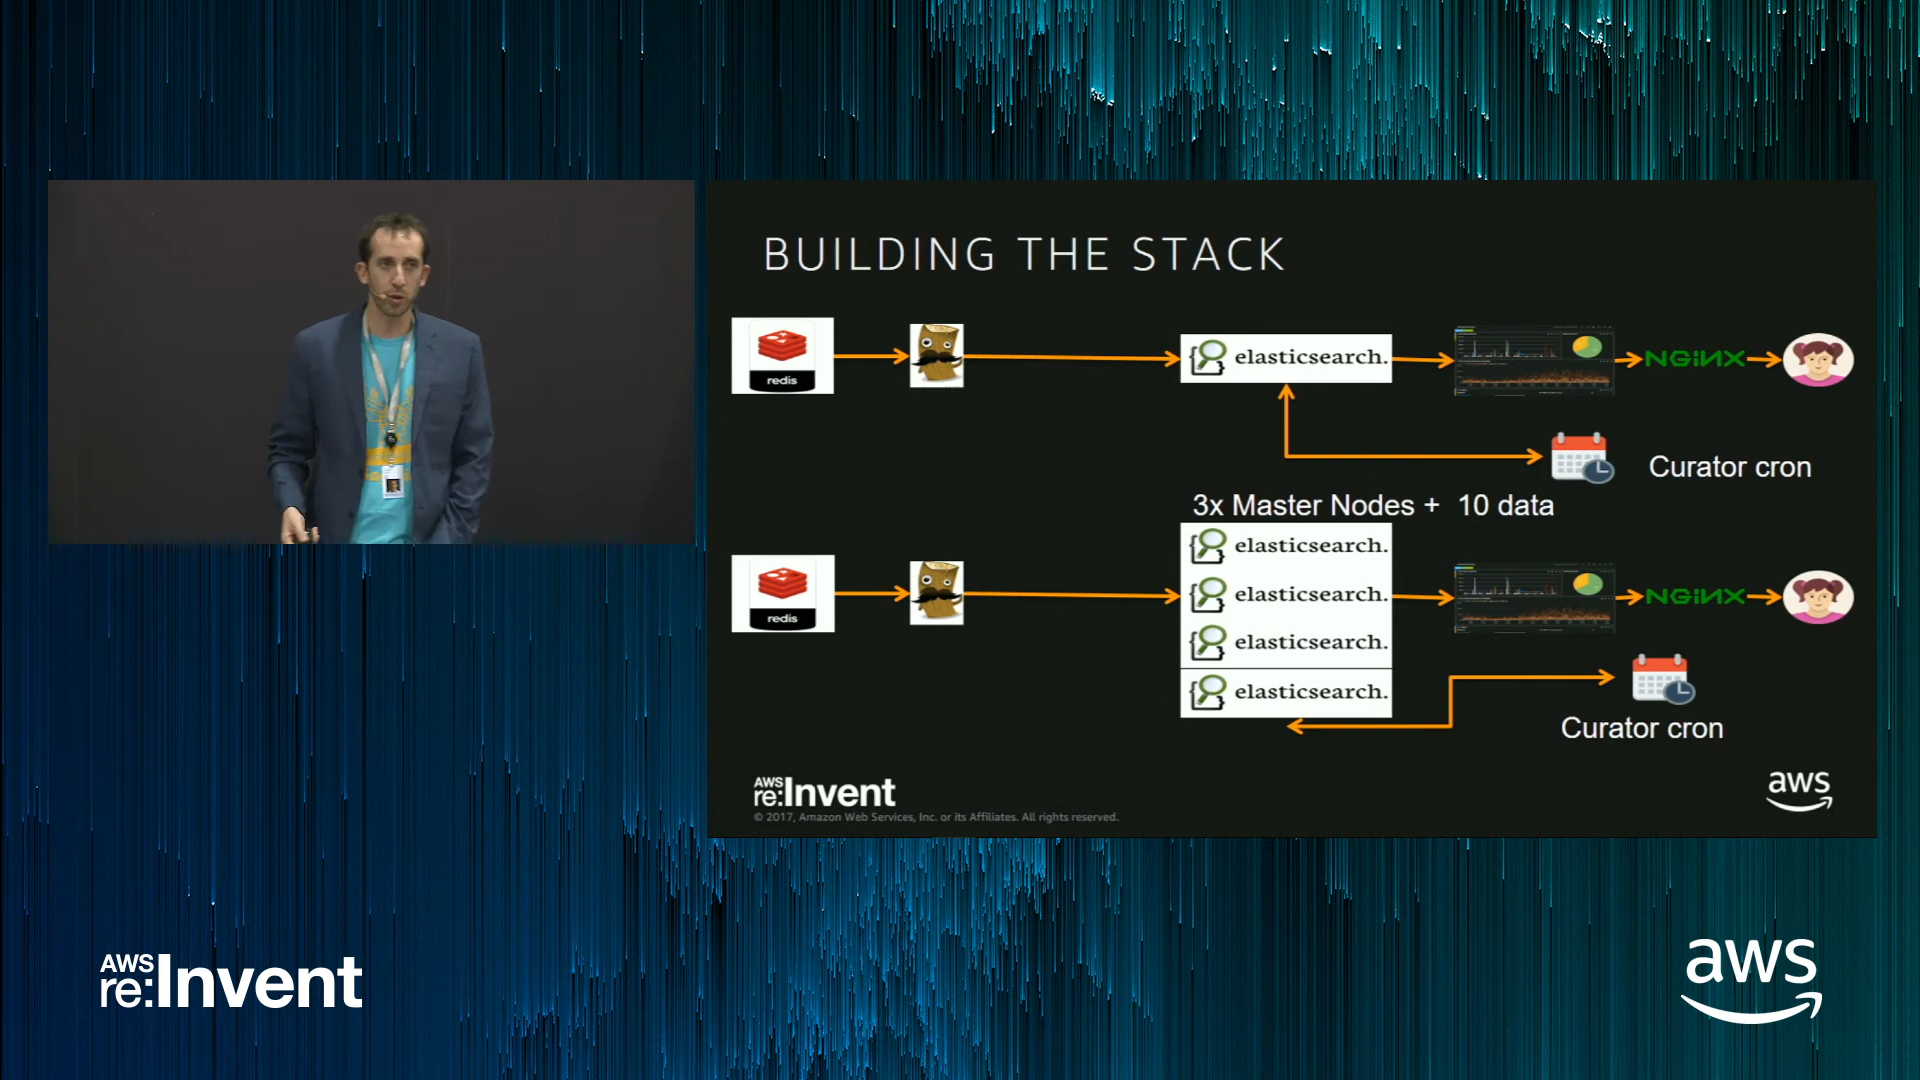 BUILDING THE STACK
redis
elasticsearch.
NGINX
Curator cron
3x Master Nodes + 10 data
redis
elasticsearch.
elasticsearch.
elasticsearch.
elasticsearch.
NGINX
Curator cron
AWS
re:Invent
aws
© 2017, Amazon Web Services, Inc. or its Affiliates. All rights reserved.
AWS
re:Invent
aws